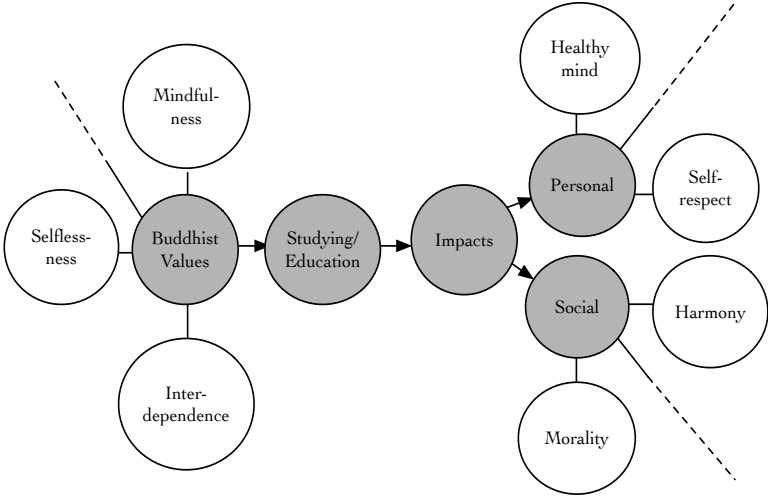 Mindful-
ness
Selfless-
ness
Buddhist
Values
Inter-
dependence
Studying/
Education
Impacts
Healthy
mind
Personal
Self-
respect
Social
Harmony
Morality